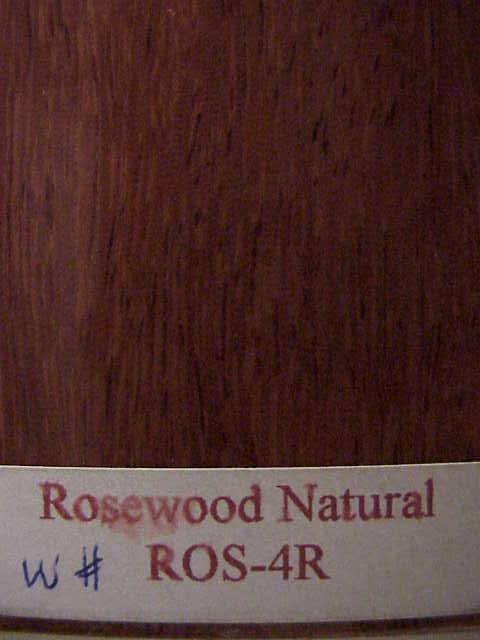 Rosewood Natural
W # ROS-4R